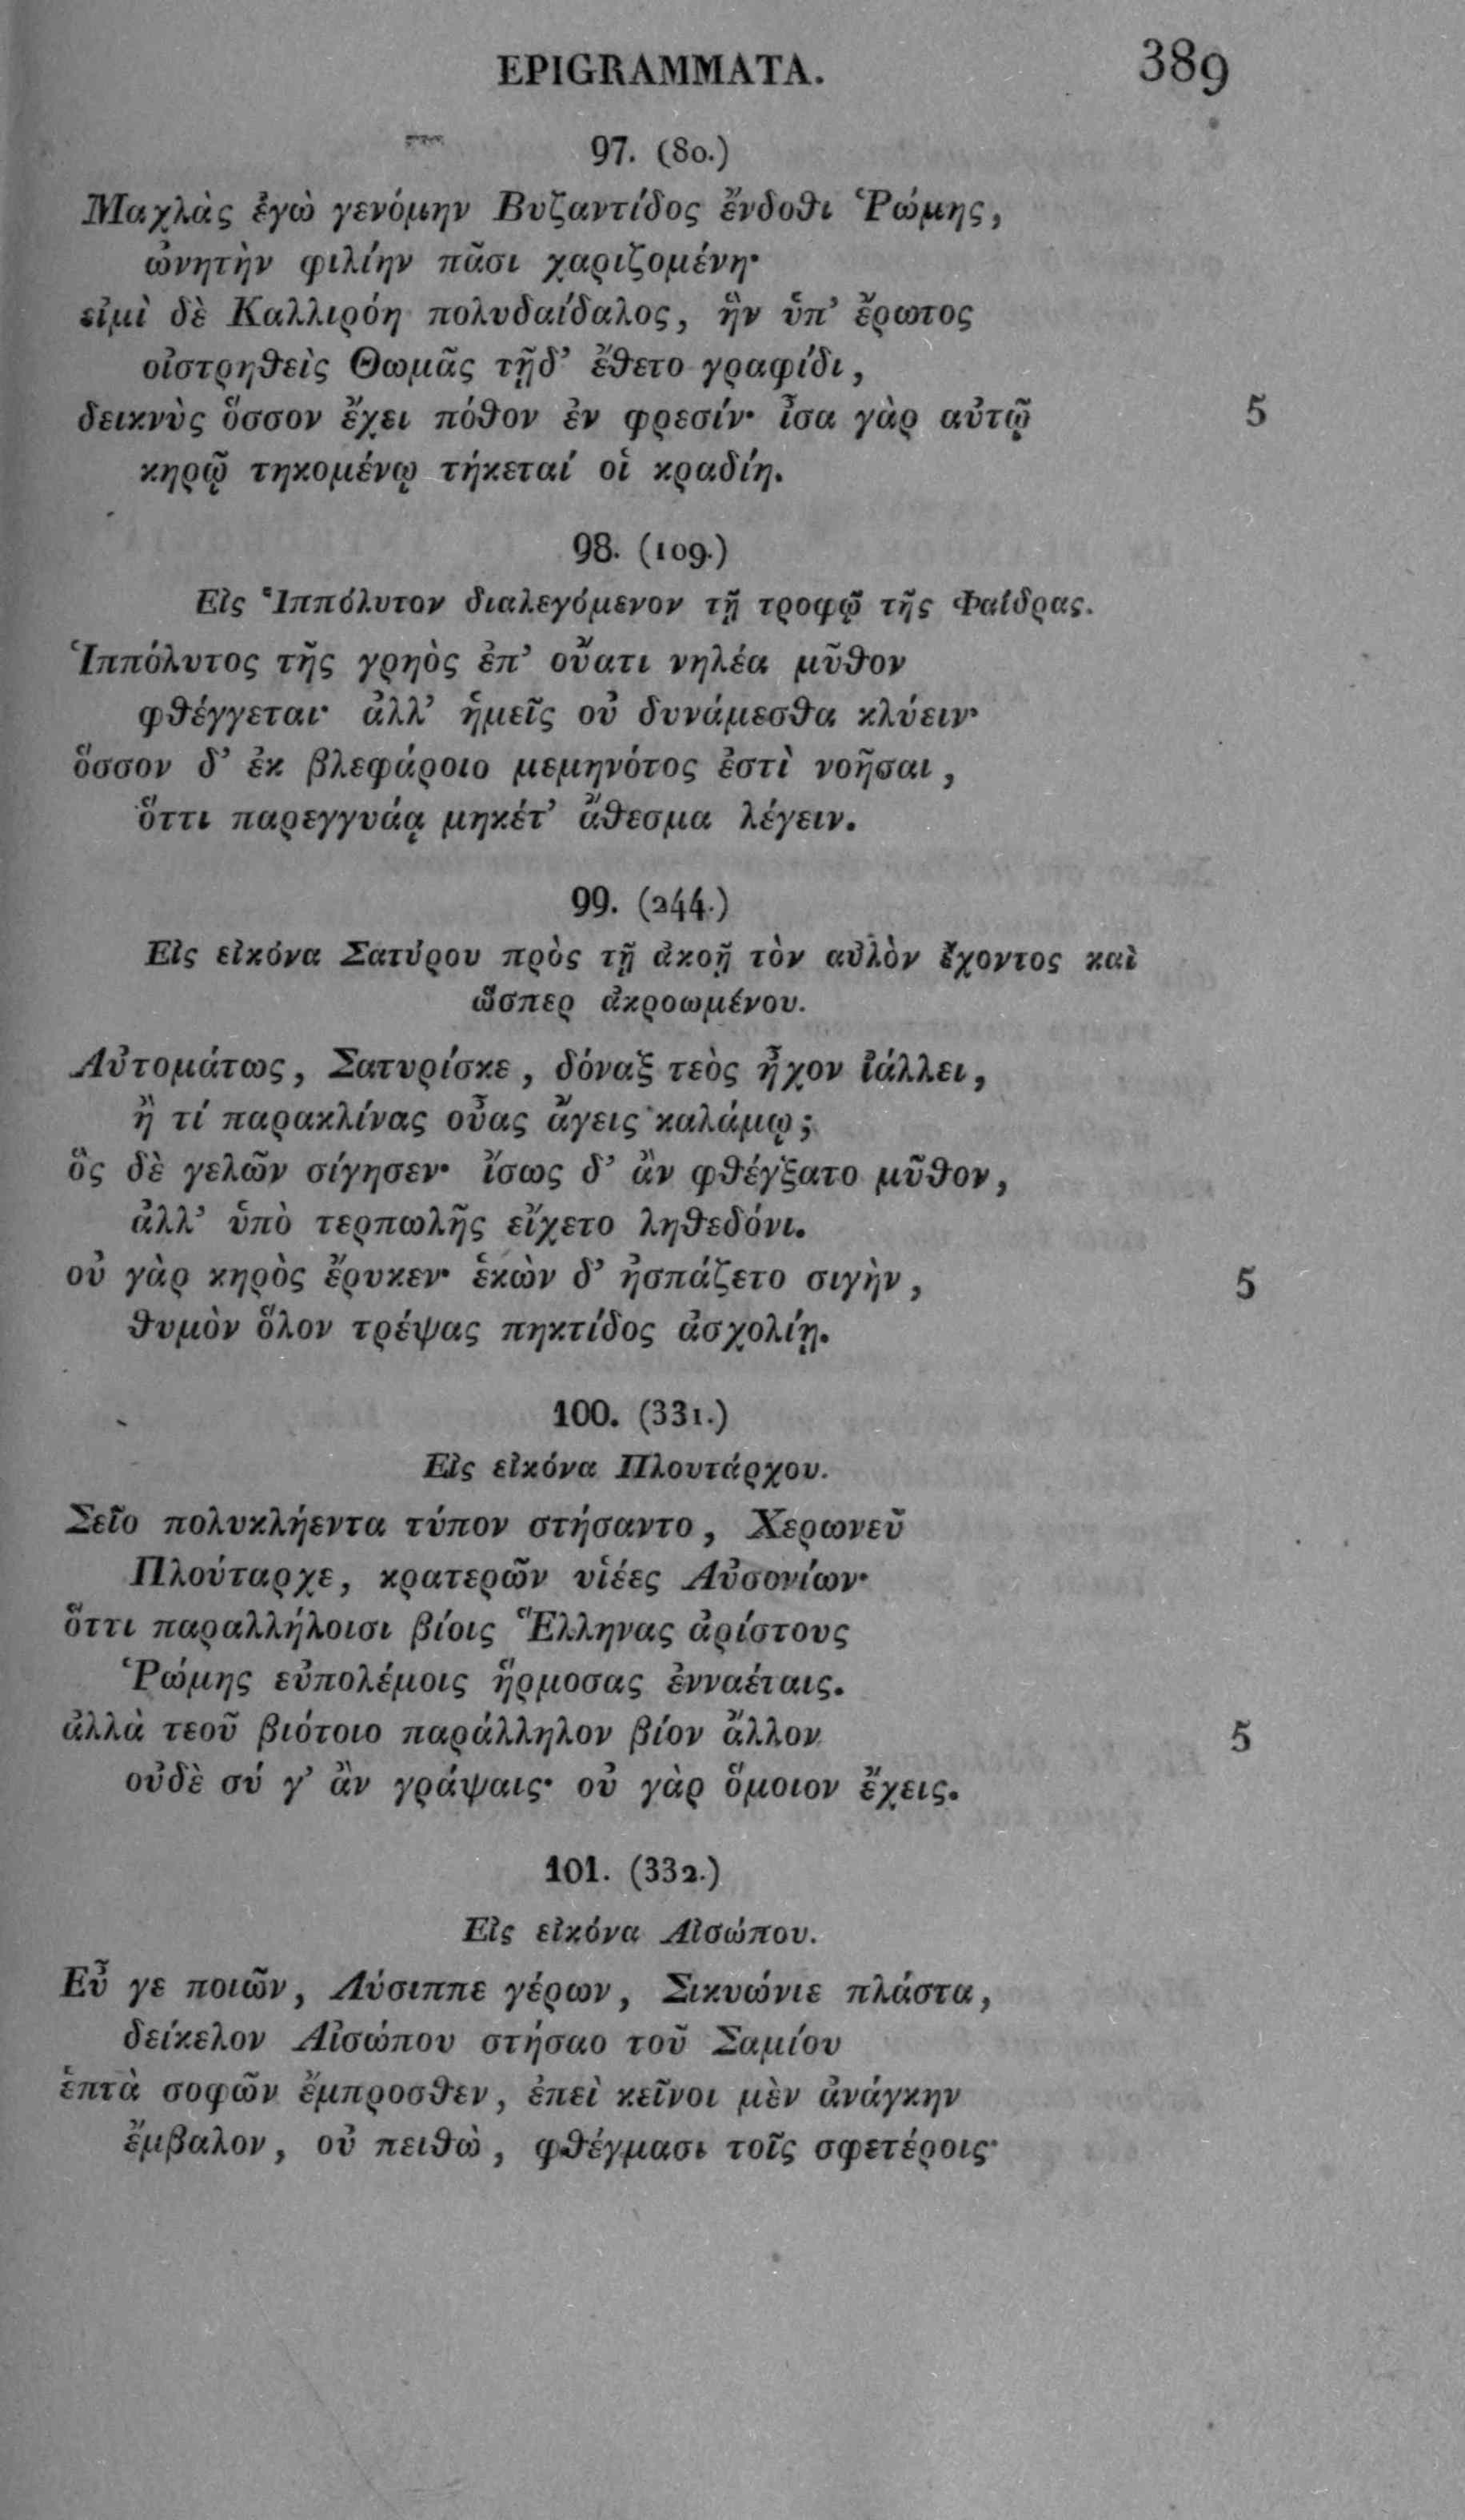 EPIGRAMMATA. 389
97. (80.)
Μαχλὰς ἐγὼ γενόμην Βυζαντίδος ἔνδοθι Ῥώμης,
ὠνητὴν φιλίην πᾶσι χαριζομένη·
εἰμὶ δὲ Καλλιρόη πολυδαίδαλος, ἣν ὑπ’ ἔρωτος
οἰστρηθεὶς Θωμᾶς τῇδ’ ἔθετο γραφίδι,
δεικνὺς ὅσσον ἔχει πόθον ἐν φρεσίν· ἶσα γὰρ αὐτῷ 5
κηρῷ τηκομένῳ τήκεταί οἱ κραδίη.
98. (109.)
Εἰς Ἱππόλυτον διαλεγόμενον τῇ τροφῷ τῆς Φαίδρας.
Ἱππόλυτος τῆς γρηὸς ἐπ’ οὔατι νηλέα μῦθον
φθέγγεται· ἀλλ’ ἡμεῖς οὐ δυνάμεσθα κλύειν·
ὅσσον δ’ ἐκ βλεφάροιο μεμηνότος ἐστὶ νοῆσαι,
ὅττι παρεγγυάᾳ μηκέτ’ ἄθεσμα λέγειν.
99. (244.)
Εἰς εἰκόνα Σατύρου πρὸς τῇ ἀκοῇ τὸν αὐλὸν ἔχοντος καὶ
ὥσπερ ἀκροωμένου.
Αὐτομάτως, Σατυρίσκε, δόναξ τεὸς ἦχον ἰάλλει,
ἢ τί παρακλίνας οὖας ἄγεις καλάμῳ;
ὃς δὲ γελῶν σίγησεν· ἴσως δ’ ἂν φθέγξατο μῦθον,
ἀλλ’ ὑπὸ τερπωλῆς εἴχετο ληθεδόνι.
οὐ γὰρ κηρὸς ἔρυκεν· ἑκὼν δ’ ἠσπάζετο σιγὴν, 5
θυμὸν ὅλον τρέψας πηκτίδος ἀσχολίῃ.
100. (331.)
Εἰς εἰκόνα Πλουτάρχου.
Σεῖο πολυκλήεντα τύπον στήσαντο, Χερωνεῦ
Πλούταρχε, κρατερῶν υἱέες Αὐσονίων·
ὅττι παραλλήλοισι βίοις Ἕλληνας ἀρίστους
Ῥώμης εὐπολέμοις ἥρμοσας ἐνναέταις.
ἀλλὰ τεοῦ βιότοιο παράλληλον βίον ἄλλον 5
οὐδὲ σύ γ’ ἂν γράψαις· οὐ γὰρ ὅμοιον ἔχεις.
101. (332.)
Εἰς εἰκόνα Αἰσώπου.
Εὖ γε ποιῶν, Λύσιππε γέρων, Σικυώνιε πλάστα,
δείκελον Αἰσώπου στήσαο τοῦ Σαμίου
ἑπτὰ σοφῶν ἔμπροσθεν, ἐπεὶ κεῖνοι μὲν ἀνάγκην
ἔμβαλον, οὐ πειθὼ, φθέγμασι τοῖς σφετέροις·